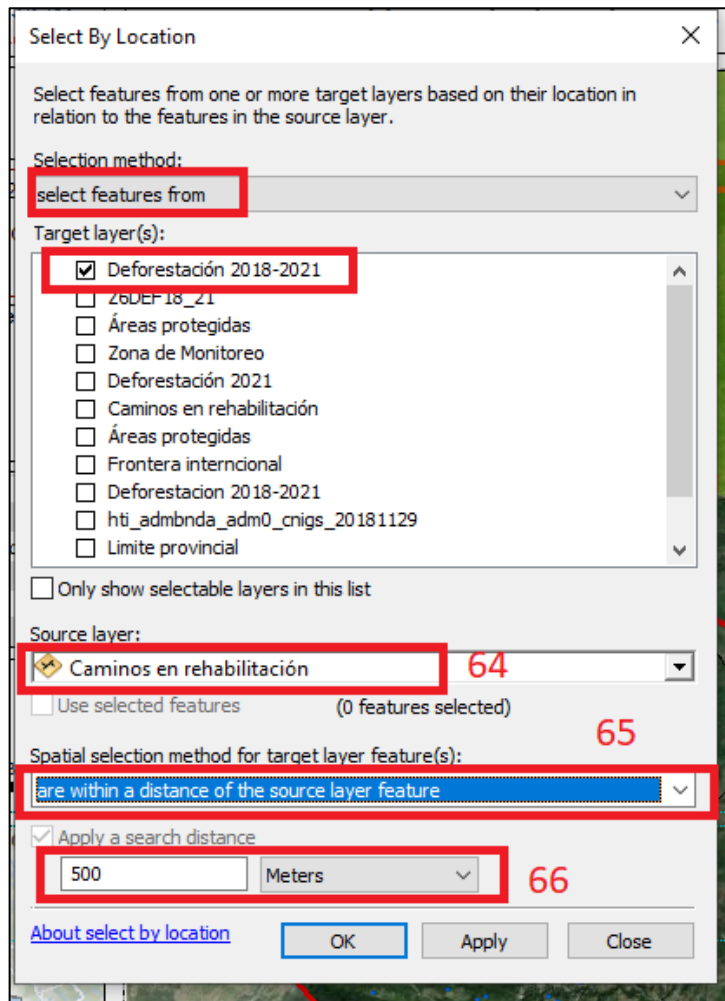 Select By Location
Select features from one or more target layers based on their location in
relation to the features in the source layer.
Selection method:
select features from
Target layer(s):
Deforestación 2018-2021
Z6DEF18_21
Áreas protegidas
Zona de Monitoreo
Deforestación 2021
Caminos en rehabilitación
Áreas protegidas
Frontera interncional
Deforestacion 2018-2021
hti_admbnda_adm0_cnigs_20181129
Limite provincial
Only show selectable layers in this list
Source layer:
Caminos en rehabilitación 64
Use selected features (0 features selected)
65
Spatial selection method for target layer feature(s):
are within a distance of the source layer feature
Apply a search distance
500 Meters 66
About select by location OK Apply Close